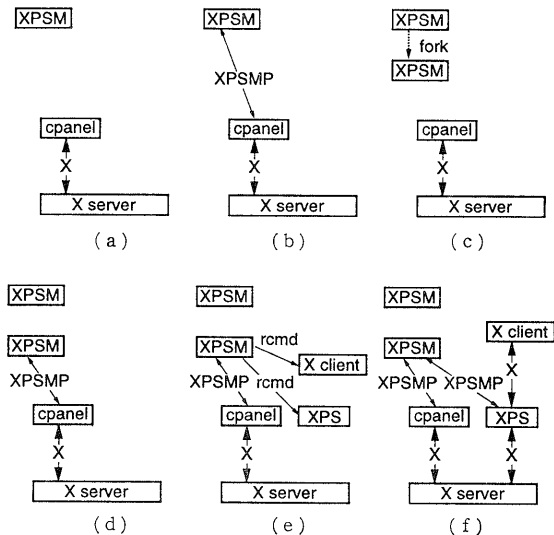 XPSM
cpanel
X
X server
(a)
XPSM
XPSMP
cpanel
X
X server
(b)
XPSM
fork
XPSM
cpanel
X
X server
(c)
XPSM
XPSM
XPSMP
cpanel
X
X server
(d)
XPSM
XPSM
rcmd
X client
XPSMP
rcmd
cpanel
XPS
X
X server
(e)
XPSM
X client
XPSM
XPSMP
XPSMP
X
cpanel
XPS
X
X
X server
(f)